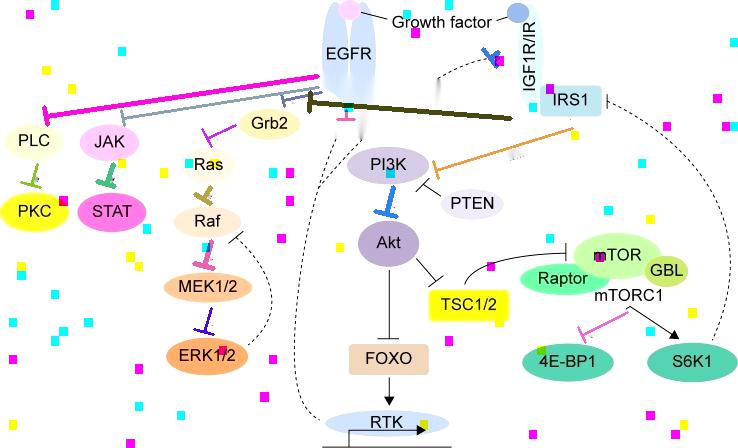 Growth factor
EGFR
IGF1R/IR
IRS1
Grb2
PLC
JAK
Ras
PI3K
PTEN
PKC
STAT
Raf
Akt
mTOR
GBL
Raptor
mTORC1
MEK1/2
TSC1/2
ERK1/2
FOXO
4E-BP1
S6K1
RTK